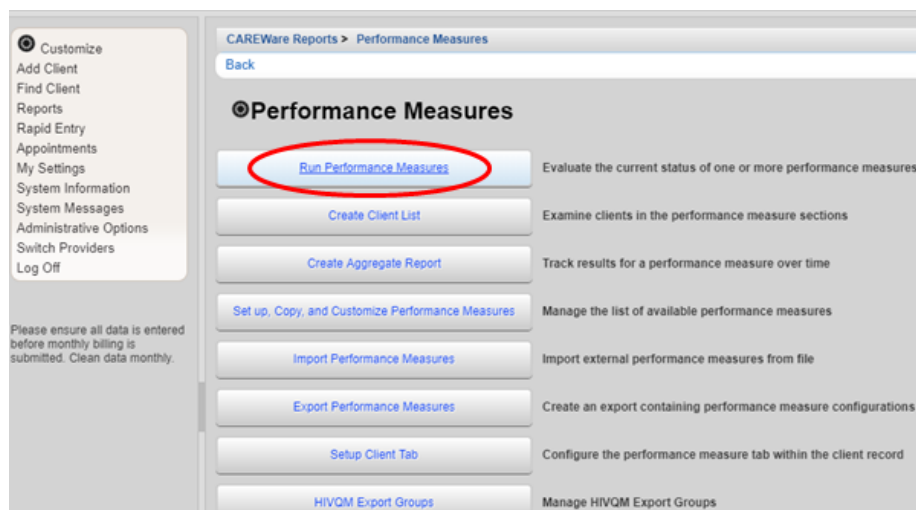 Customize
Add Client
Find Client
Reports
Rapid Entry
Appointments
My Settings
System Information
System Messages
Administrative Options
Switch Providers
Log Off
Please ensure all data is entered
before monthly billing is
submitted. Clean data monthly.
CAREWare Reports > Performance Measures
Back
Performance Measures
Run Performance Measures Evaluate the current status of one or more performance measures
Create Client List Examine clients in the performance measure sections
Create Aggregate Report Track results for a performance measure over time
Set up, Copy, and Customize Performance Measures Manage the list of available performance measures
Import Performance Measures Import external performance measures from file
Export Performance Measures Create an export containing performance measure configurations
Setup Client Tab Configure the performance measure tab within the client record
HIVQM Export Groups Manage HIVQM Export Groups